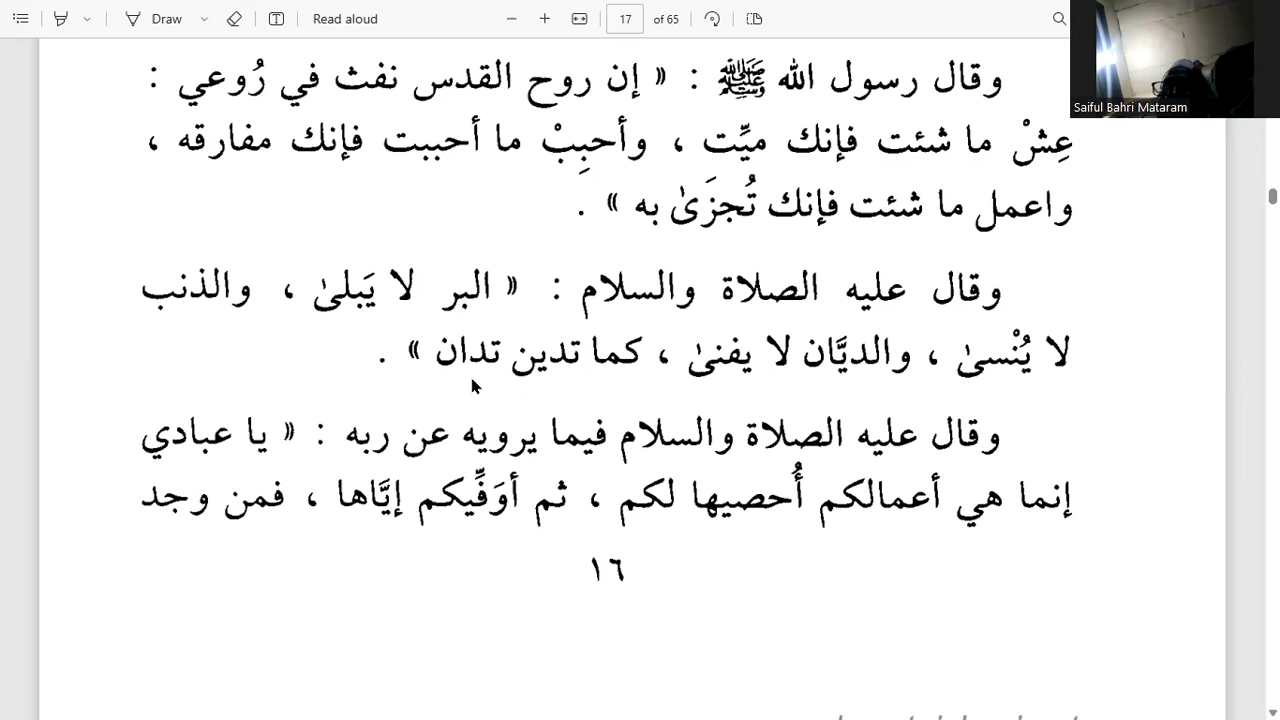 Draw
Read aloud
17 of 65
Saiful Bahri Mataram
وقال رسول الله ﷺ : « إن روح القدس نفث في رُوعي :
عِشْ ما شئت فإنك ميِّت ، وأحبِبْ ما أحببت فإنك مفارقه ،
واعمل ما شئت فإنك تُجزَىٰ به » .
وقال عليه الصلاة والسلام : « البر لا يَبلىٰ ، والذنب
لا يُنْسىٰ ، والديَّان لا يفنىٰ ، كما تدين تدان » .
وقال عليه الصلاة والسلام فيما يرويه عن ربه : « يا عبادي
إنما هي أعمالكم أُحصيها لكم ، ثم أوَفِّيكم إيَّاها ، فمن وجد
١٦